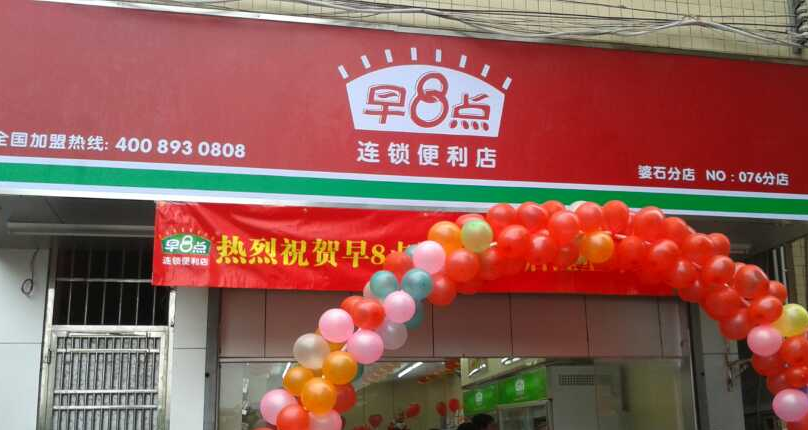 早8点
连锁便利店
全国加盟热线: 400 893 0808
婆石分店 NO：076分店
早8点
连锁便利店
热烈祝贺早8点